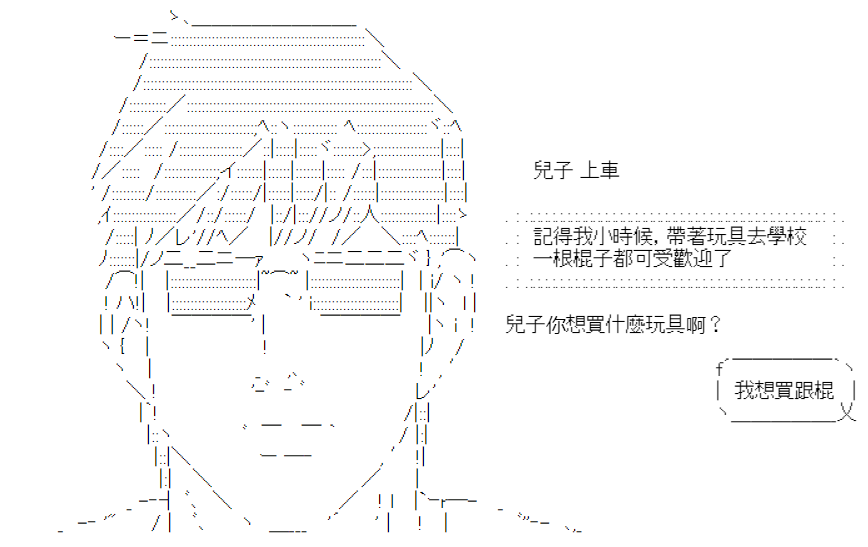 兒子 上車
記得我小時候, 帶著玩具去學校
一根棍子都可受歡迎了
兒子你想買什麼玩具啊？
我想買跟棍